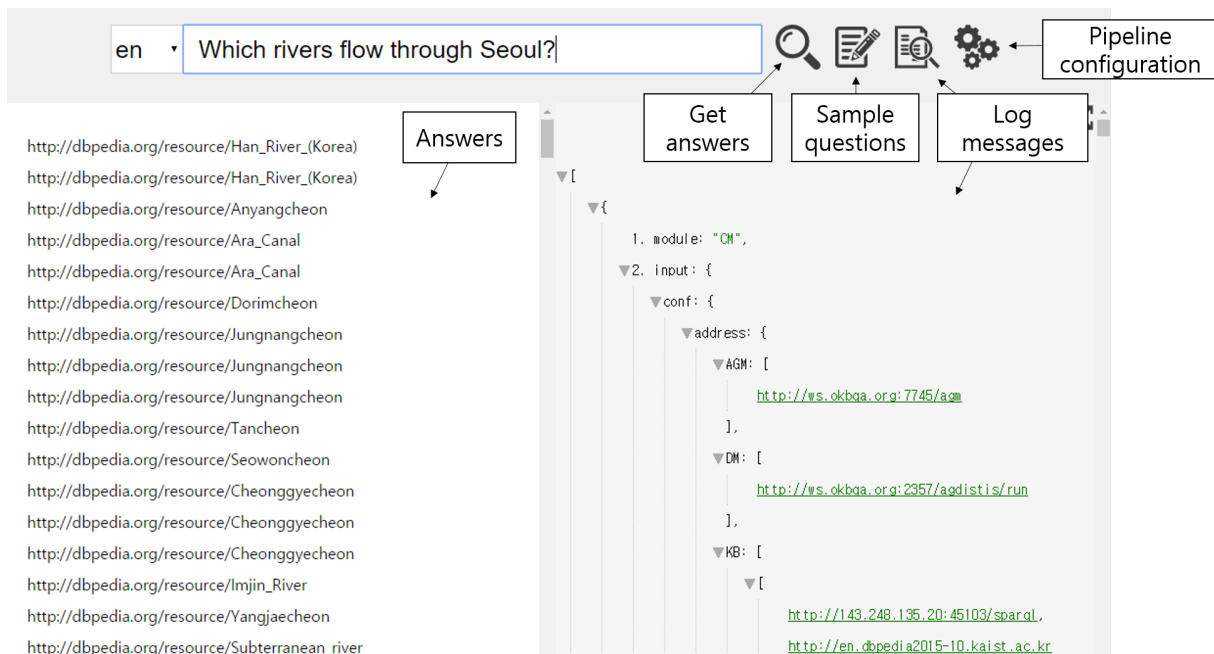 en Which rivers flow through Seoul?
Pipeline
configuration
Get
answers
Sample
questions
Log
messages
Answers
http://dbpedia.org/resource/Han_River_(Korea)
http://dbpedia.org/resource/Han_River_(Korea)
http://dbpedia.org/resource/Anyangcheon
http://dbpedia.org/resource/Ara_Canal
http://dbpedia.org/resource/Ara_Canal
http://dbpedia.org/resource/Dorimcheon
http://dbpedia.org/resource/Jungnangcheon
http://dbpedia.org/resource/Jungnangcheon
http://dbpedia.org/resource/Jungnangcheon
http://dbpedia.org/resource/Tancheon
http://dbpedia.org/resource/Seowoncheon
http://dbpedia.org/resource/Cheonggyecheon
http://dbpedia.org/resource/Cheonggyecheon
http://dbpedia.org/resource/Cheonggyecheon
http://dbpedia.org/resource/Imjin_River
http://dbpedia.org/resource/Yangjaecheon
http://dbpedia.org/resource/Subterranean_river
[
{
1. module: "CM",
2. input: {
conf: {
address: {
AGM: [
http://ws.okbqa.org:7745/agm
],
DM: [
http://ws.okbqa.org:2357/agdistis/run
],
KB: [
[
http://143.248.135.20:45103/sparql,
http://en.dbpedia2015-10.kaist.ac.kr